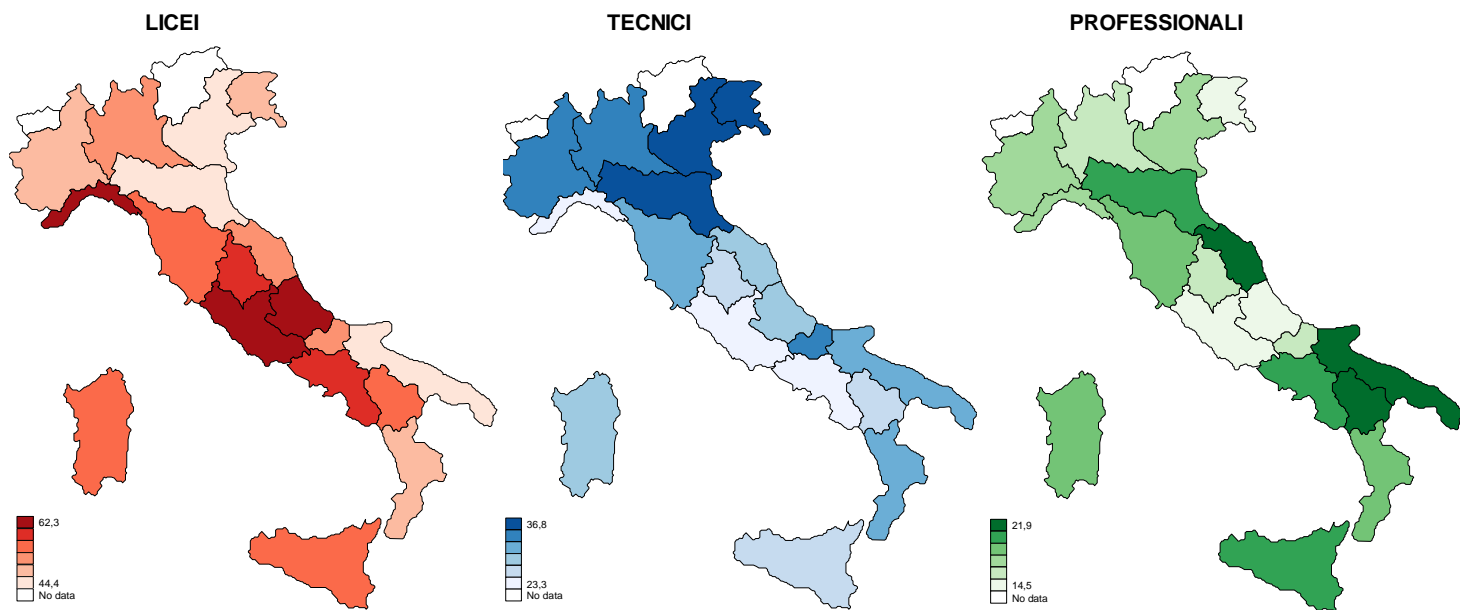 LICEI
TECNICI
PROFESSIONALI
62,3
44,4
No data
36,8
23,3
No data
21,9
14,5
No data